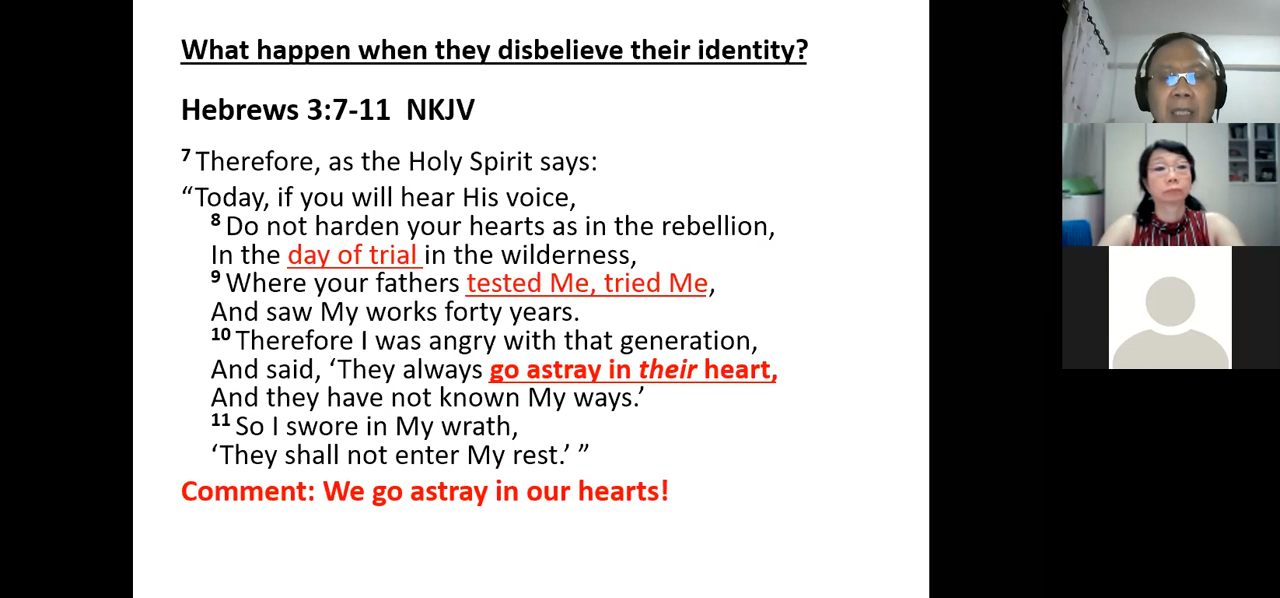 What happen when they disbelieve their identity?
Hebrews 3:7-11 NKJV
7 Therefore, as the Holy Spirit says:
“Today, if you will hear His voice,
8 Do not harden your hearts as in the rebellion,
In the day of trial in the wilderness,
9 Where your fathers tested Me, tried Me,
And saw My works forty years.
10 Therefore I was angry with that generation,
And said, ‘They always go astray in their heart,
And they have not known My ways.’
11 So I swore in My wrath,
‘They shall not enter My rest.’ ”
Comment: We go astray in our hearts!